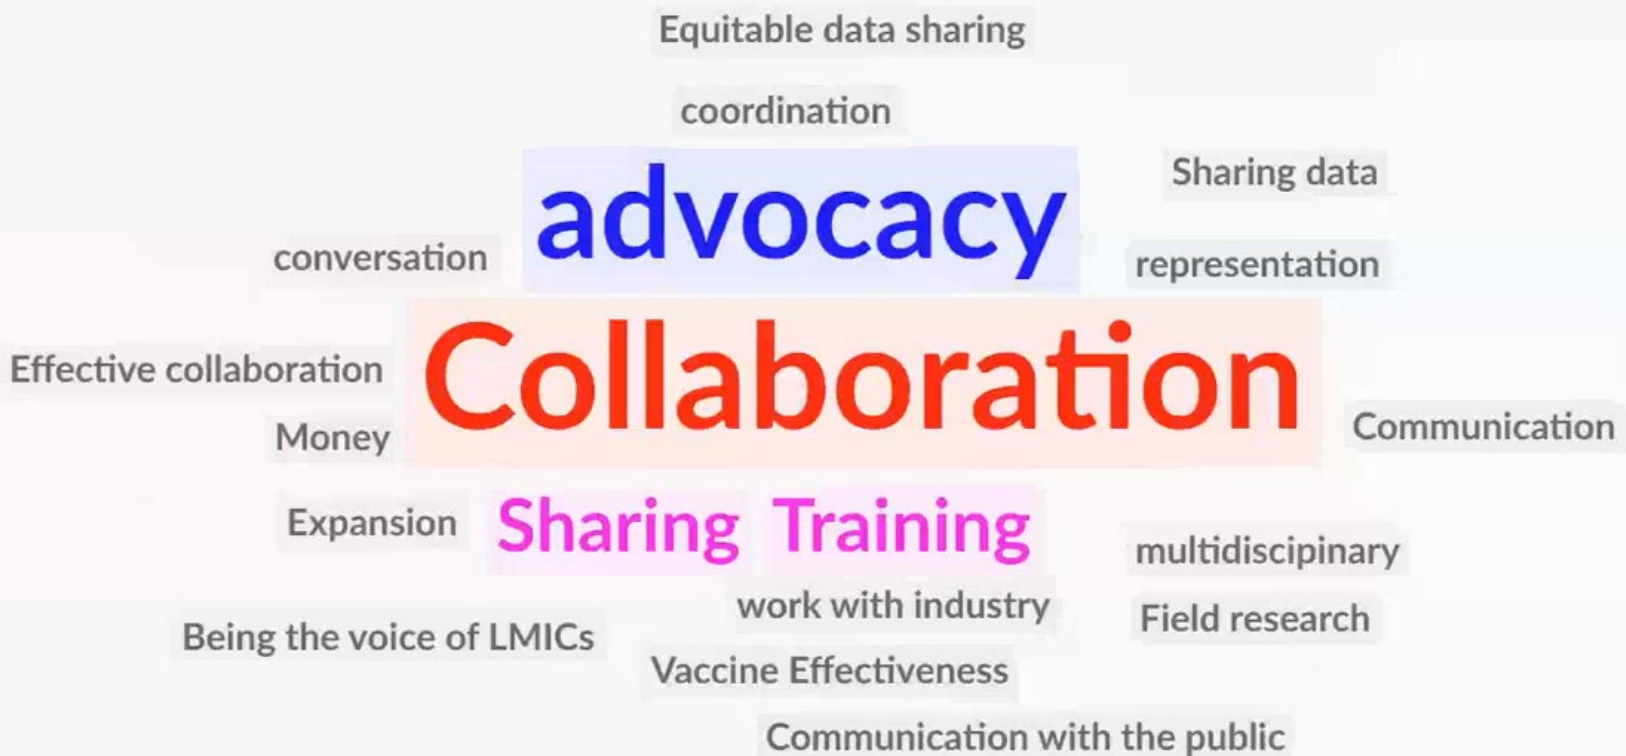 Equitable data sharing
coordination
advocacy
Sharing data
conversation
representation
Collaboration
Effective collaboration
Money
Communication
Expansion
Sharing Training
multidiscipinary
work with industry
Field research
Being the voice of LMICs
Vaccine Effectiveness
Communication with the public